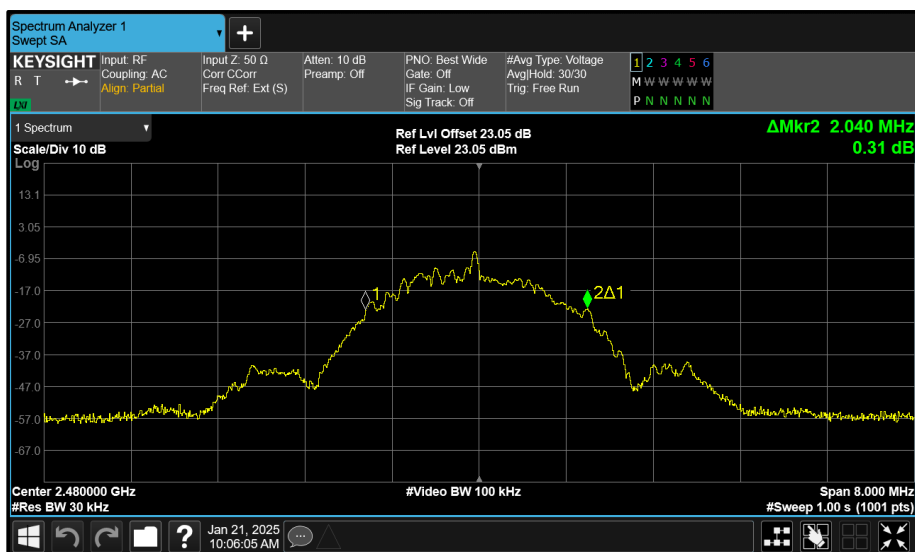 Spectrum Analyzer 1
Swept SA
KEYSIGHT
R T
LXI
Input: RF
Coupling: AC
Align: Partial
Input Z: 50 Ω
Corr CCorr
Freq Ref: Ext (S)
Atten: 10 dB
Preamp: Off
PNO: Best Wide
Gate: Off
IF Gain: Low
Sig Track: Off
#Avg Type: Voltage
Avg|Hold: 30/30
Trig: Free Run
1 2 3 4 5 6
M W W W W W
P N N N N N
1 Spectrum
Scale/Div 10 dB
Ref Lvl Offset 23.05 dB
Ref Level 23.05 dBm
ΔMkr2 2.040 MHz
0.31 dB
Log
13.1
3.05
-6.95
-17.0
-27.0
-37.0
-47.0
-57.0
-67.0
1
2Δ1
Center 2.480000 GHz
#Res BW 30 kHz
#Video BW 100 kHz
Span 8.000 MHz
#Sweep 1.00 s (1001 pts)
?
Jan 21, 2025
10:06:05 AM